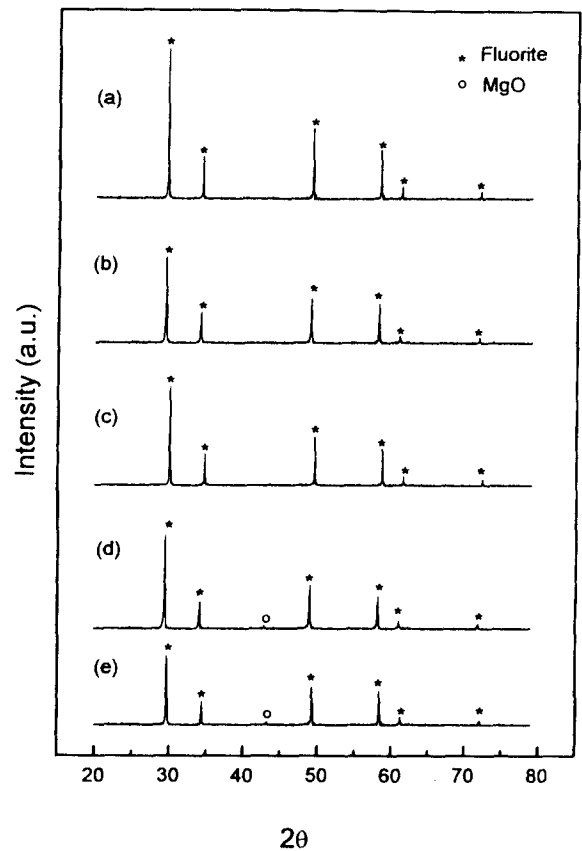 * Fluorite
○ MgO
(a)
(b)
(c)
(d)
(e)
Intensity (a.u.)
20 30 40 50 60 70 80
2θ